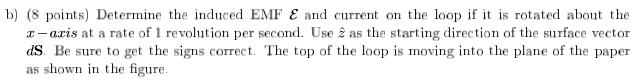 b) (8 points) Determine the induced EMF ℰ and current on the loop if it is rotated about the
x−axis at a rate of 1 revolution per second. Use ẑ as the starting direction of the surface vector
dS. Be sure to get the signs correct. The top of the loop is moving into the plane of the paper
as shown in the figure.